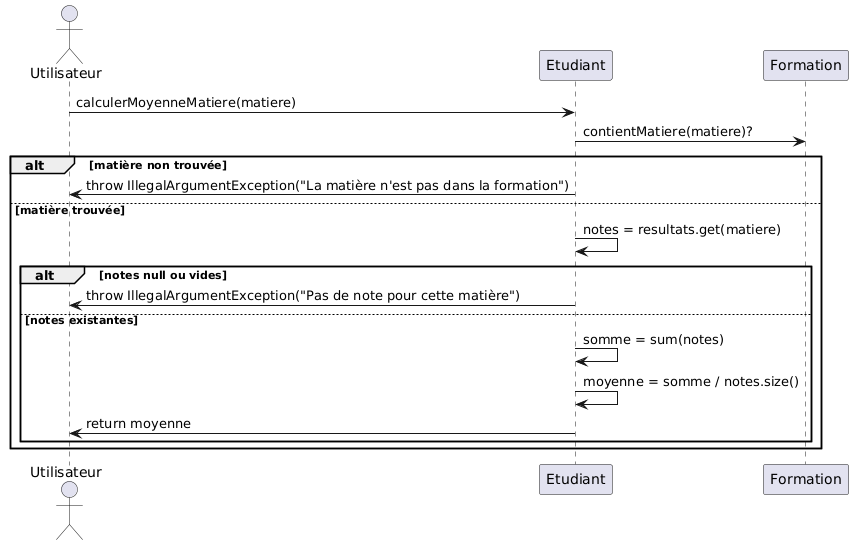 Utilisateur
Etudiant
Formation
calculerMoyenneMatiere(matiere)
contientMatiere(matiere)?
alt
[matière non trouvée]
throw IllegalArgumentException("La matière n'est pas dans la formation")
[matière trouvée]
notes = resultats.get(matiere)
alt
[notes null ou vides]
throw IllegalArgumentException("Pas de note pour cette matière")
[notes existantes]
somme = sum(notes)
moyenne = somme / notes.size()
return moyenne
Utilisateur
Etudiant
Formation